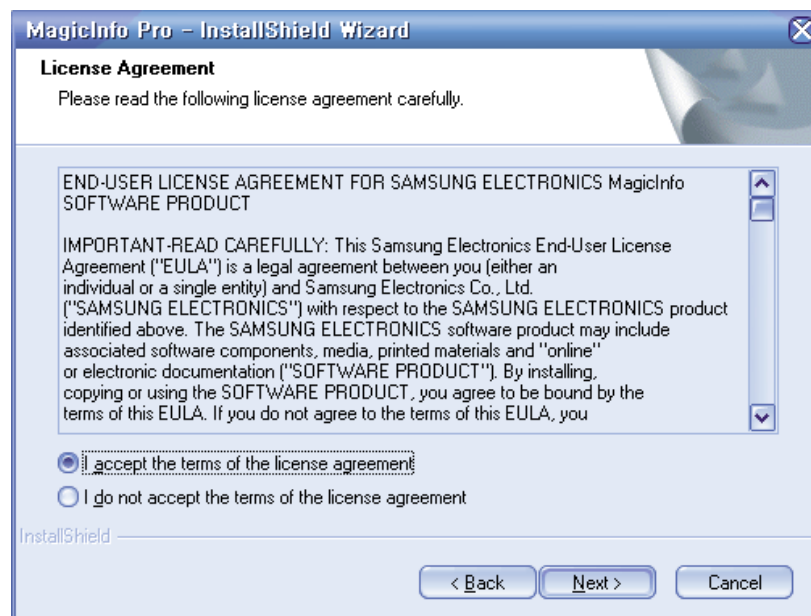 MagicInfo Pro - InstallShield Wizard
License Agreement
Please read the following license agreement carefully.
END-USER LICENSE AGREEMENT FOR SAMSUNG ELECTRONICS MagicInfo
SOFTWARE PRODUCT
IMPORTANT-READ CAREFULLY: This Samsung Electronics End-User License
Agreement ("EULA") is a legal agreement between you (either an
individual or a single entity) and Samsung Electronics Co., Ltd.
("SAMSUNG ELECTRONICS") with respect to the SAMSUNG ELECTRONICS product
identified above. The SAMSUNG ELECTRONICS software product may include
associated software components, media, printed materials and "online"
or electronic documentation ("SOFTWARE PRODUCT"). By installing,
copying or using the SOFTWARE PRODUCT, you agree to be bound by the
terms of this EULA. If you do not agree to the terms of this EULA, you
I accept the terms of the license agreement
I do not accept the terms of the license agreement
InstallShield
< Back Next > Cancel